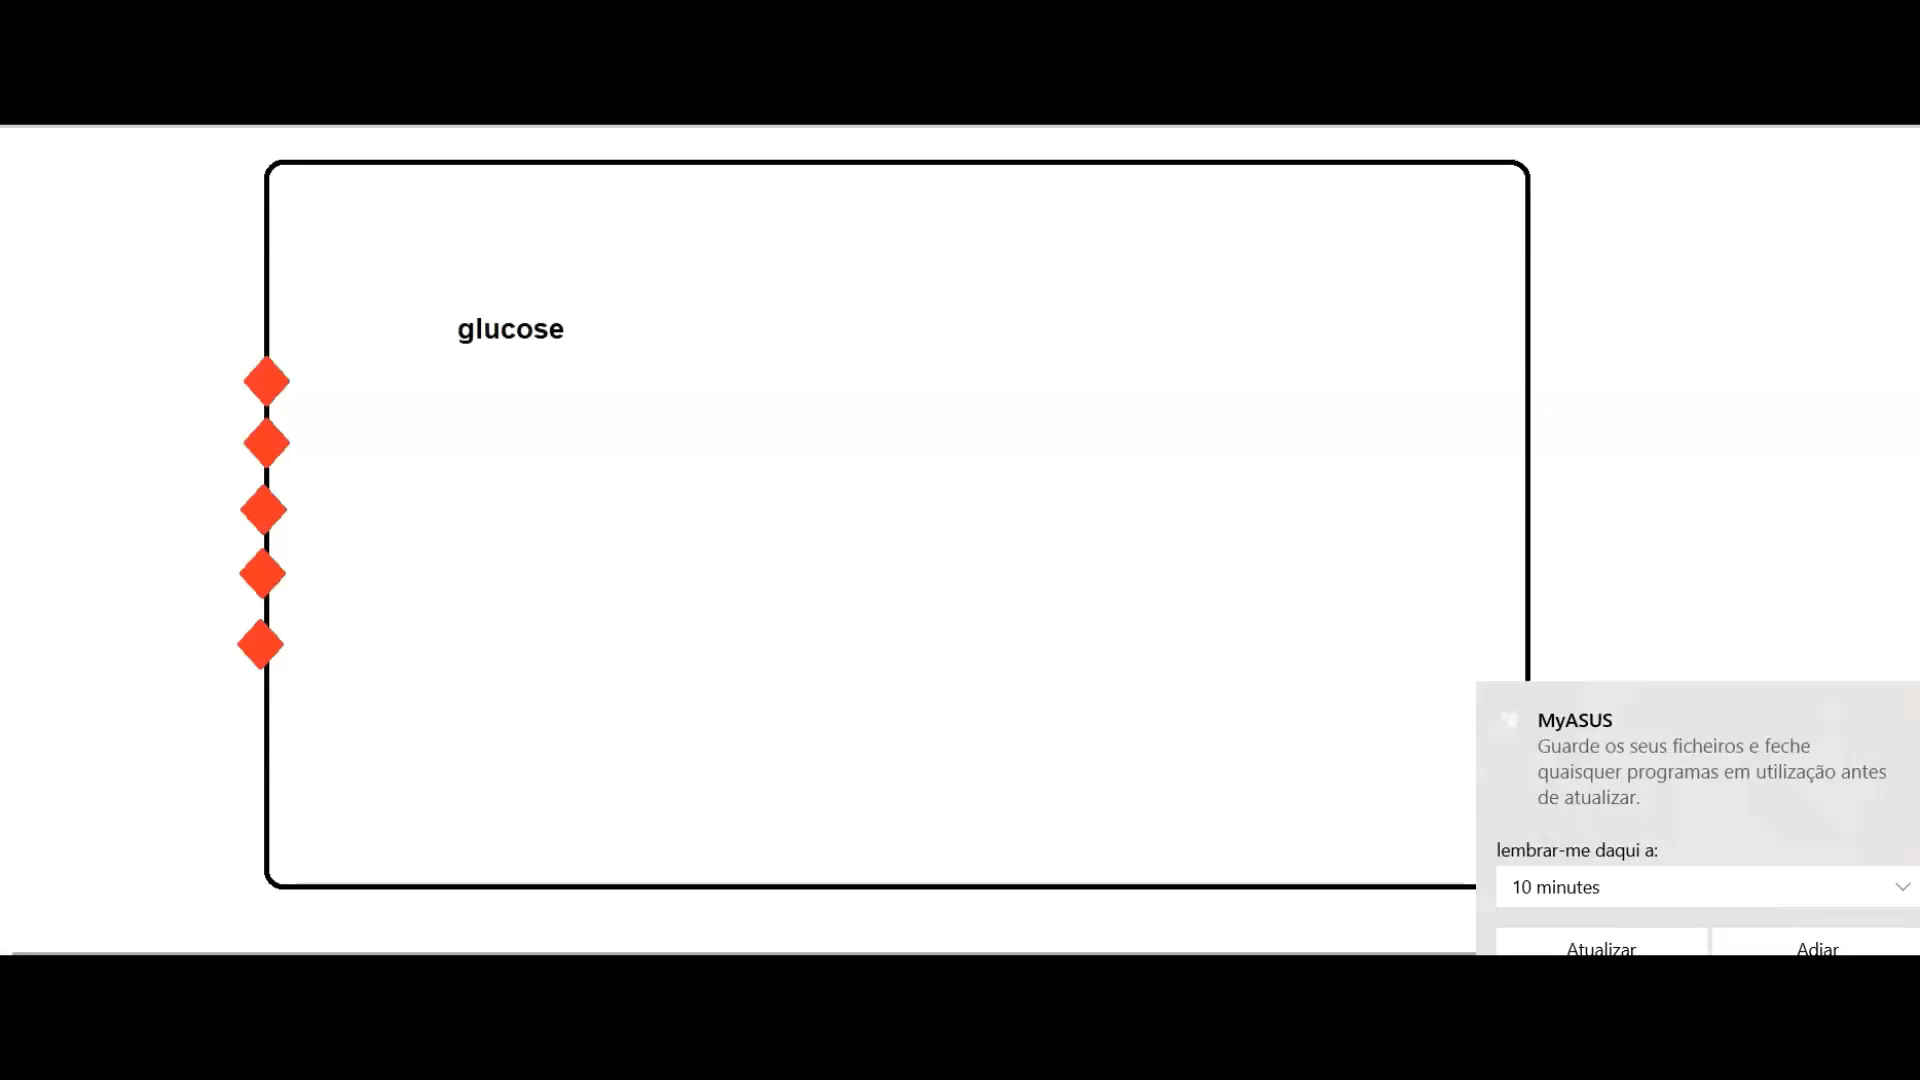 glucose
MyASUS
Guarde os seus ficheiros e feche
quaisquer programas em utilização antes
de atualizar.
lembrar-me daqui a:
10 minutes
Atualizar
Adiar